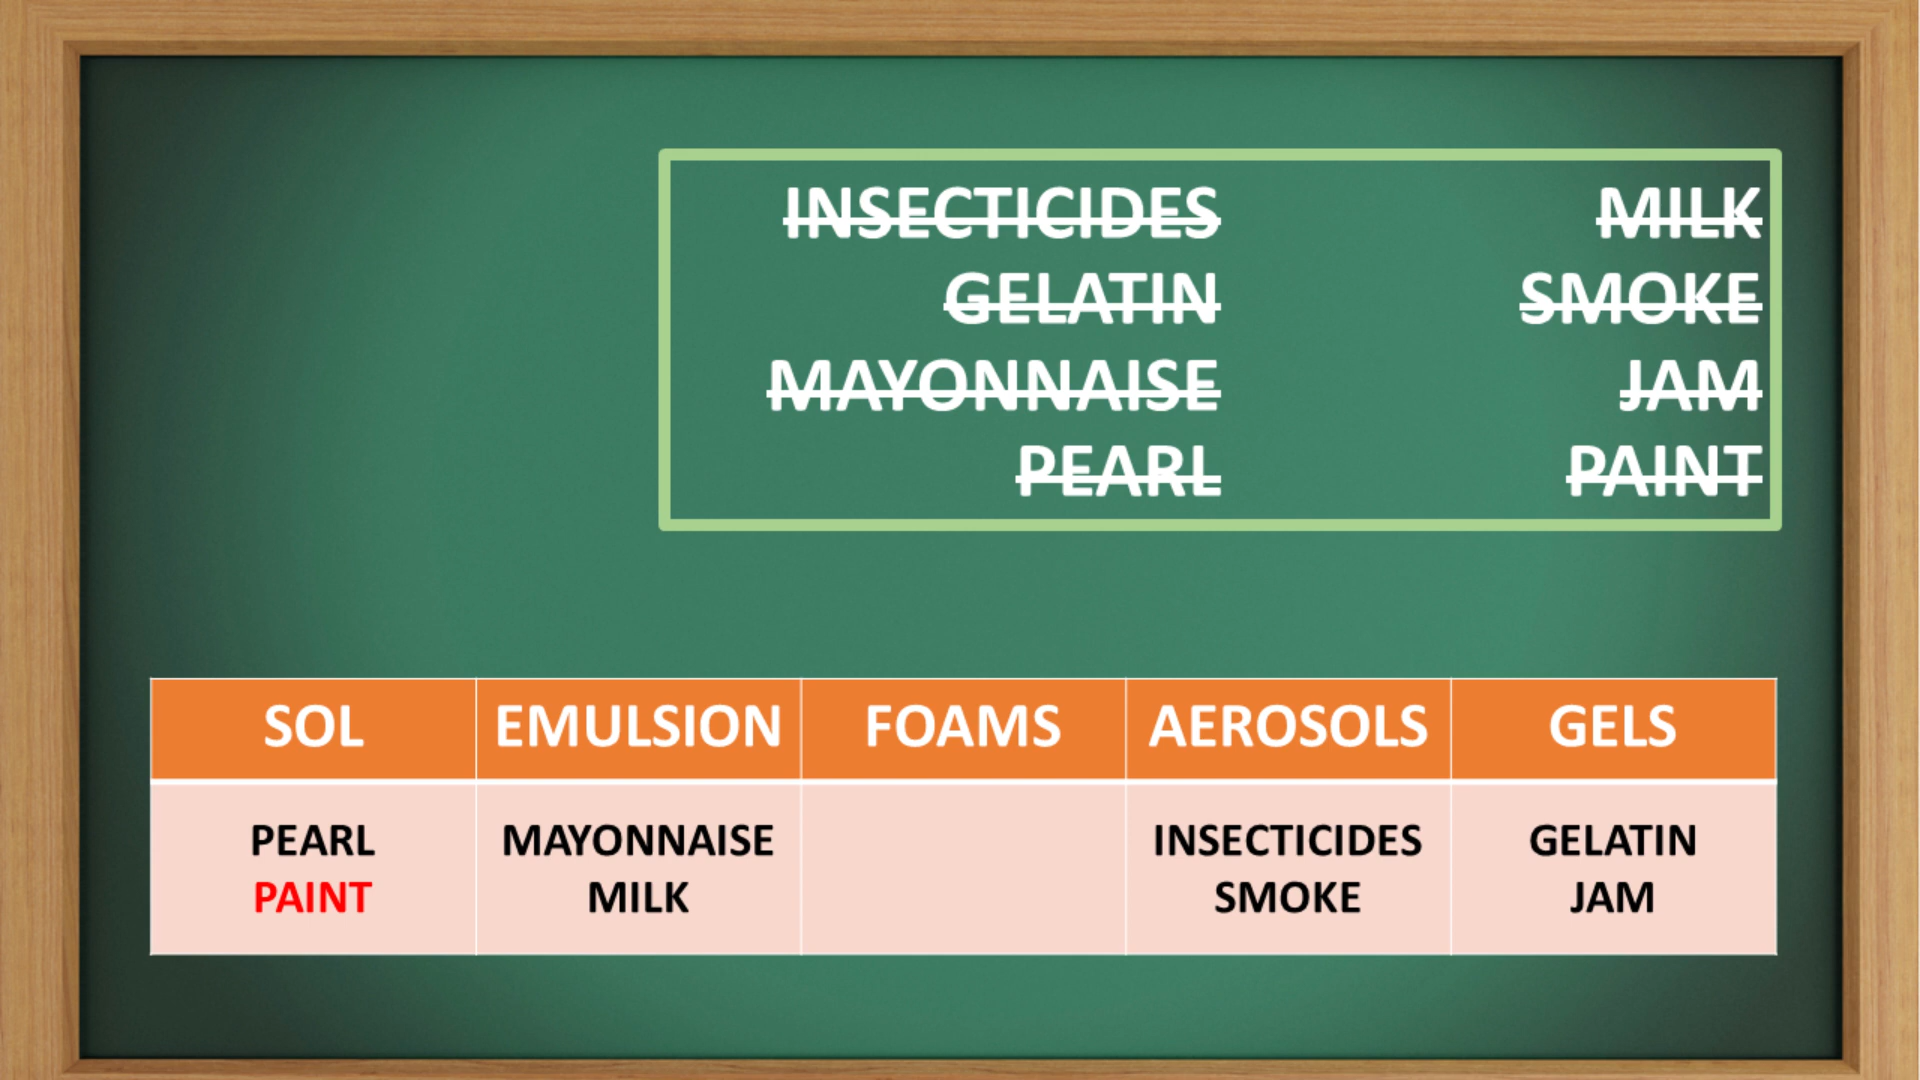 INSECTICIDES MILK
GELATIN SMOKE
MAYONNAISE JAM
PEARL PAINT
SOL EMULSION FOAMS AEROSOLS GELS
PEARL MAYONNAISE INSECTICIDES GELATIN
PAINT MILK SMOKE JAM